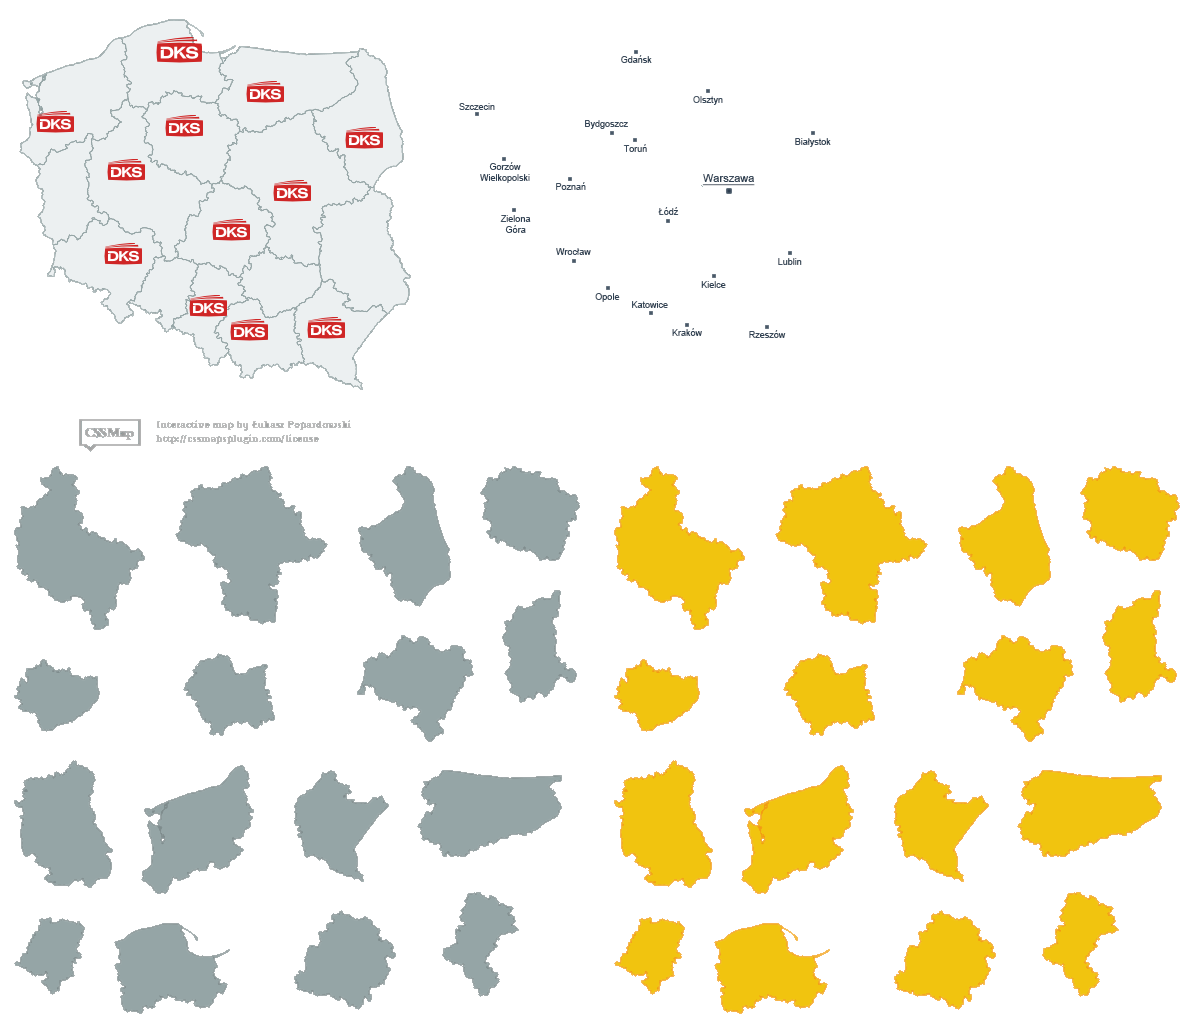 DKS
DKS
DKS
DKS
DKS
DKS
DKS
DKS
DKS
DKS
DKS
DKS
Gdańsk
Olsztyn
Szczecin
Bydgoszcz
Toruń
Białystok
Gorzów
Wielkopolski
Poznań
Warszawa
Zielona
Góra
Łódź
Wrocław
Lublin
Opole
Kielce
Katowice
Kraków
Rzeszów
CSSMap
Interactive map by Łukasz Popardowski
http://cssmapsplugin.com/license